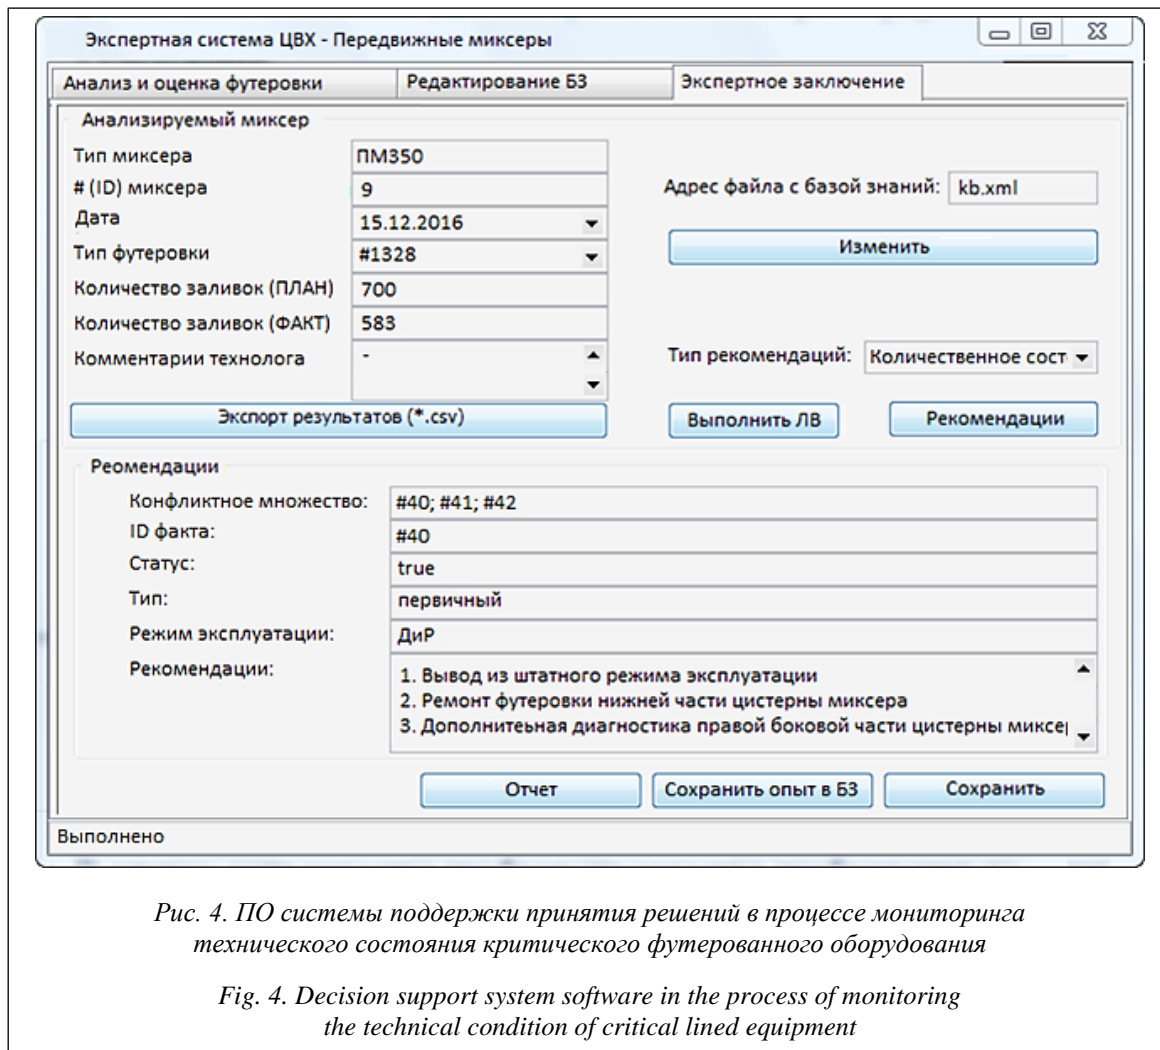 Экспертная система ЦВХ - Передвижные миксеры
Анализ и оценка футеровки
Редактирование БЗ
Экспертное заключение
Анализируемый миксер
Тип миксера
ПМ350
# (ID) миксера
9
Адрес файла с базой знаний:
kb.xml
Дата
15.12.2016
Тип футеровки
#1328
Изменить
Количество заливок (ПЛАН)
700
Количество заливок (ФАКТ)
583
Комментарии технолога
-
Тип рекомендаций:
Количественное сост
Экспорт результатов (*.csv)
Выполнить ЛВ
Рекомендации
Реомендации
Конфликтное множество:
#40; #41; #42
ID факта:
#40
Статус:
true
Тип:
первичный
Режим эксплуатации:
ДиР
Рекомендации:
1. Вывод из штатного режима эксплуатации
2. Ремонт футеровки нижней части цистерны миксера
3. Дополнитеьная диагностика правой боковой части цистерны миксе
Отчет
Сохранить опыт в БЗ
Сохранить
Выполнено
Рис. 4. ПО системы поддержки принятия решений в процессе мониторинга
технического состояния критического футерованного оборудования
Fig. 4. Decision support system software in the process of monitoring
the technical condition of critical lined equipment